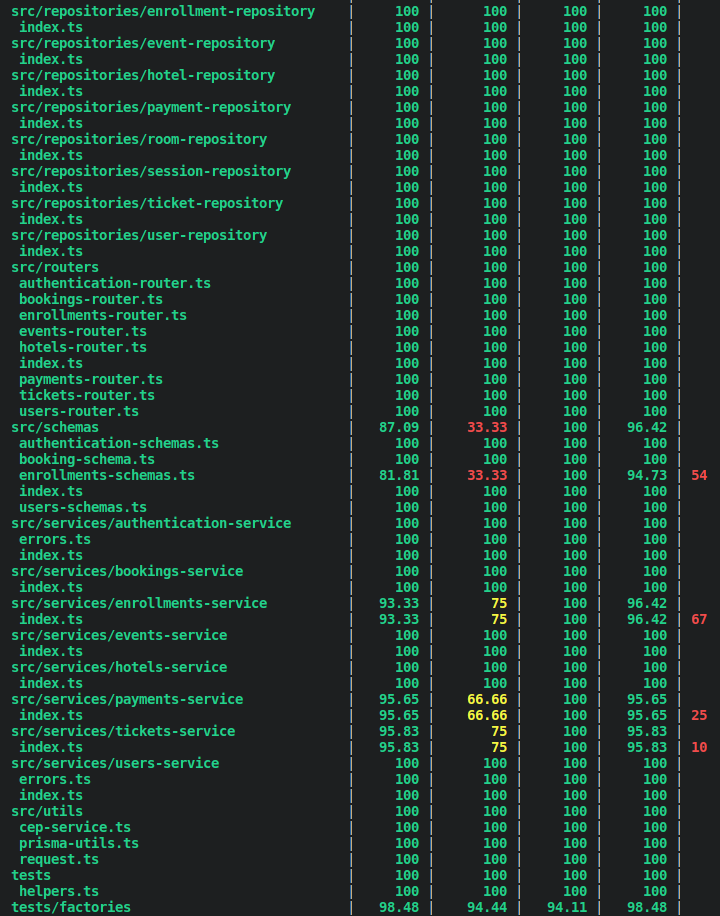 src/repositories/enrollment-repository | 100 | 100 | 100 | 100 |
index.ts | 100 | 100 | 100 | 100 |
src/repositories/event-repository | 100 | 100 | 100 | 100 |
index.ts | 100 | 100 | 100 | 100 |
src/repositories/hotel-repository | 100 | 100 | 100 | 100 |
index.ts | 100 | 100 | 100 | 100 |
src/repositories/payment-repository | 100 | 100 | 100 | 100 |
index.ts | 100 | 100 | 100 | 100 |
src/repositories/room-repository | 100 | 100 | 100 | 100 |
index.ts | 100 | 100 | 100 | 100 |
src/repositories/session-repository | 100 | 100 | 100 | 100 |
index.ts | 100 | 100 | 100 | 100 |
src/repositories/ticket-repository | 100 | 100 | 100 | 100 |
index.ts | 100 | 100 | 100 | 100 |
src/repositories/user-repository | 100 | 100 | 100 | 100 |
index.ts | 100 | 100 | 100 | 100 |
src/routers | 100 | 100 | 100 | 100 |
authentication-router.ts | 100 | 100 | 100 | 100 |
bookings-router.ts | 100 | 100 | 100 | 100 |
enrollments-router.ts | 100 | 100 | 100 | 100 |
events-router.ts | 100 | 100 | 100 | 100 |
hotels-router.ts | 100 | 100 | 100 | 100 |
index.ts | 100 | 100 | 100 | 100 |
payments-router.ts | 100 | 100 | 100 | 100 |
tickets-router.ts | 100 | 100 | 100 | 100 |
users-router.ts | 100 | 100 | 100 | 100 |
src/schemas | 87.09 | 33.33 | 100 | 96.42 |
authentication-schemas.ts | 100 | 100 | 100 | 100 |
booking-schema.ts | 100 | 100 | 100 | 100 |
enrollments-schemas.ts | 81.81 | 33.33 | 100 | 94.73 | 54
index.ts | 100 | 100 | 100 | 100 |
users-schemas.ts | 100 | 100 | 100 | 100 |
src/services/authentication-service | 100 | 100 | 100 | 100 |
errors.ts | 100 | 100 | 100 | 100 |
index.ts | 100 | 100 | 100 | 100 |
src/services/bookings-service | 100 | 100 | 100 | 100 |
index.ts | 100 | 100 | 100 | 100 |
src/services/enrollments-service | 93.33 | 75 | 100 | 96.42 |
index.ts | 93.33 | 75 | 100 | 96.42 | 67
src/services/events-service | 100 | 100 | 100 | 100 |
index.ts | 100 | 100 | 100 | 100 |
src/services/hotels-service | 100 | 100 | 100 | 100 |
index.ts | 100 | 100 | 100 | 100 |
src/services/payments-service | 95.65 | 66.66 | 100 | 95.65 |
index.ts | 95.65 | 66.66 | 100 | 95.65 | 25
src/services/tickets-service | 95.83 | 75 | 100 | 95.83 |
index.ts | 95.83 | 75 | 100 | 95.83 | 10
src/services/users-service | 100 | 100 | 100 | 100 |
errors.ts | 100 | 100 | 100 | 100 |
index.ts | 100 | 100 | 100 | 100 |
src/utils | 100 | 100 | 100 | 100 |
cep-service.ts | 100 | 100 | 100 | 100 |
prisma-utils.ts | 100 | 100 | 100 | 100 |
request.ts | 100 | 100 | 100 | 100 |
tests | 100 | 100 | 100 | 100 |
helpers.ts | 100 | 100 | 100 | 100 |
tests/factories | 98.48 | 94.44 | 94.11 | 98.48 |